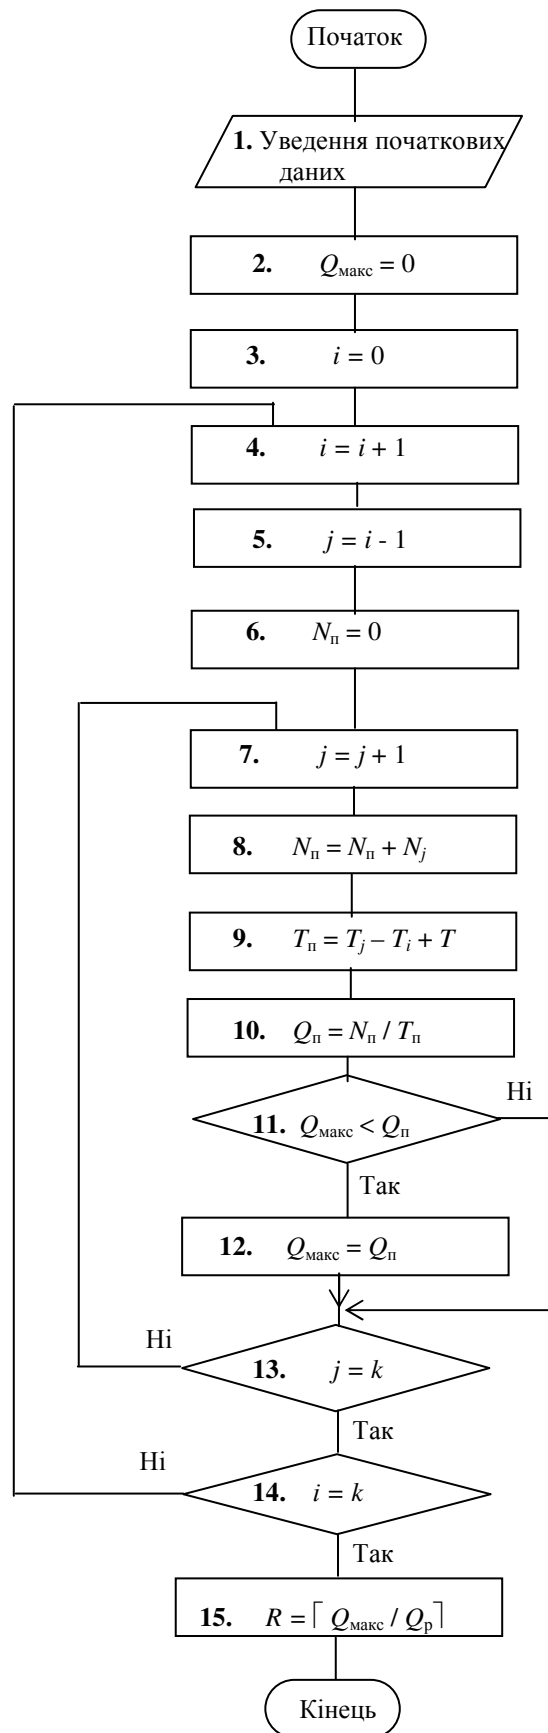 Початок
1. Уведення початкових
даних
2. Qмакс = 0
3. i = 0
4. i = i + 1
5. j = i - 1
6. Nп = 0
7. j = j + 1
8. Nп = Nп + Nj
9. Tп = Tj – Ti + T
10. Qп = Nп / Tп
Ні
11. Qмакс < Qп
Так
12. Qмакс = Qп
Ні
13. j = k
Так
Ні
14. i = k
Так
15. R = ⌈ Qмакс / Qр ⌉
Кінець